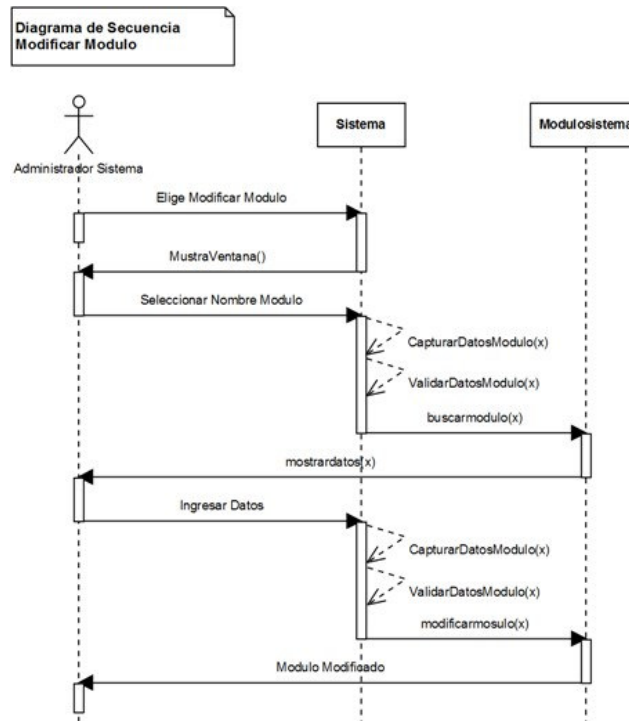 Diagrama de Secuencia
Modificar Modulo
Sistema
Modulosistema
Administrador Sistema
Elige Modificar Modulo
MustraVentana()
Seleccionar Nombre Modulo
CapturarDatosModulo(x)
ValidarDatosModulo(x)
buscarmodulo(x)
mostrardatos(x)
Ingresar Datos
CapturarDatosModulo(x)
ValidarDatosModulo(x)
modificarmosulo(x)
Modulo Modificado